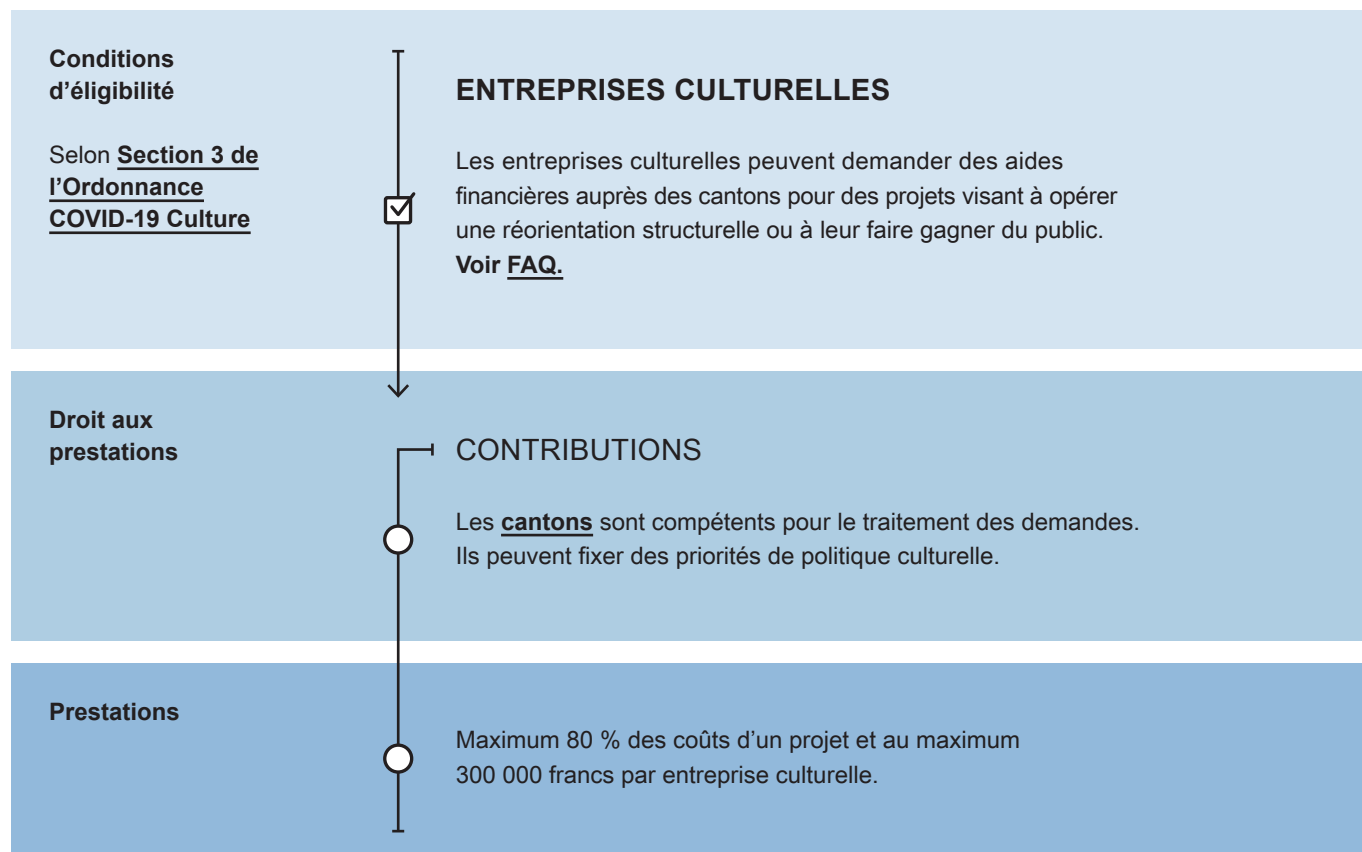 Conditions
d’éligibilité
Selon Section 3 de
l’Ordonnance
COVID-19 Culture
ENTREPRISES CULTURELLES
Les entreprises culturelles peuvent demander des aides
financières auprès des cantons pour des projets visant à opérer
une réorientation structurelle ou à leur faire gagner du public.
Voir FAQ.
Droit aux
prestations
CONTRIBUTIONS
Les cantons sont compétents pour le traitement des demandes.
Ils peuvent fixer des priorités de politique culturelle.
Prestations
Maximum 80 % des coûts d’un projet et au maximum
300 000 francs par entreprise culturelle.